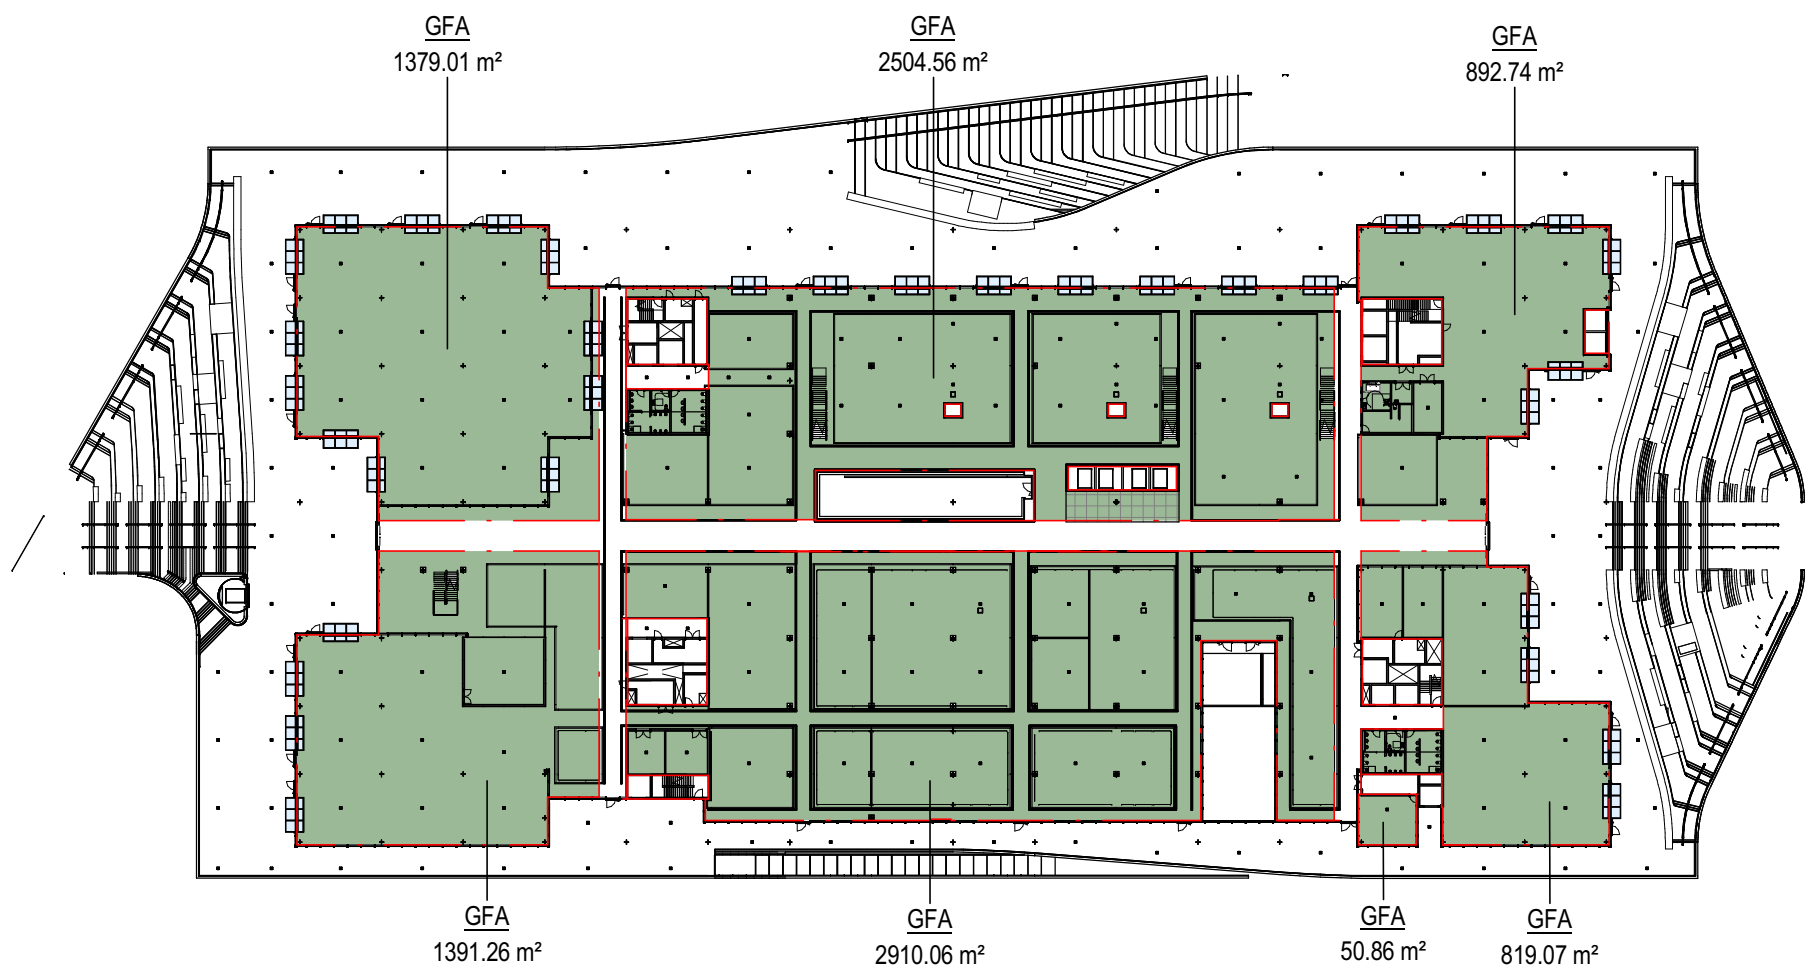 GFA
1379.01 m²
GFA
2504.56 m²
GFA
892.74 m²
GFA
1391.26 m²
GFA
2910.06 m²
GFA
50.86 m²
GFA
819.07 m²